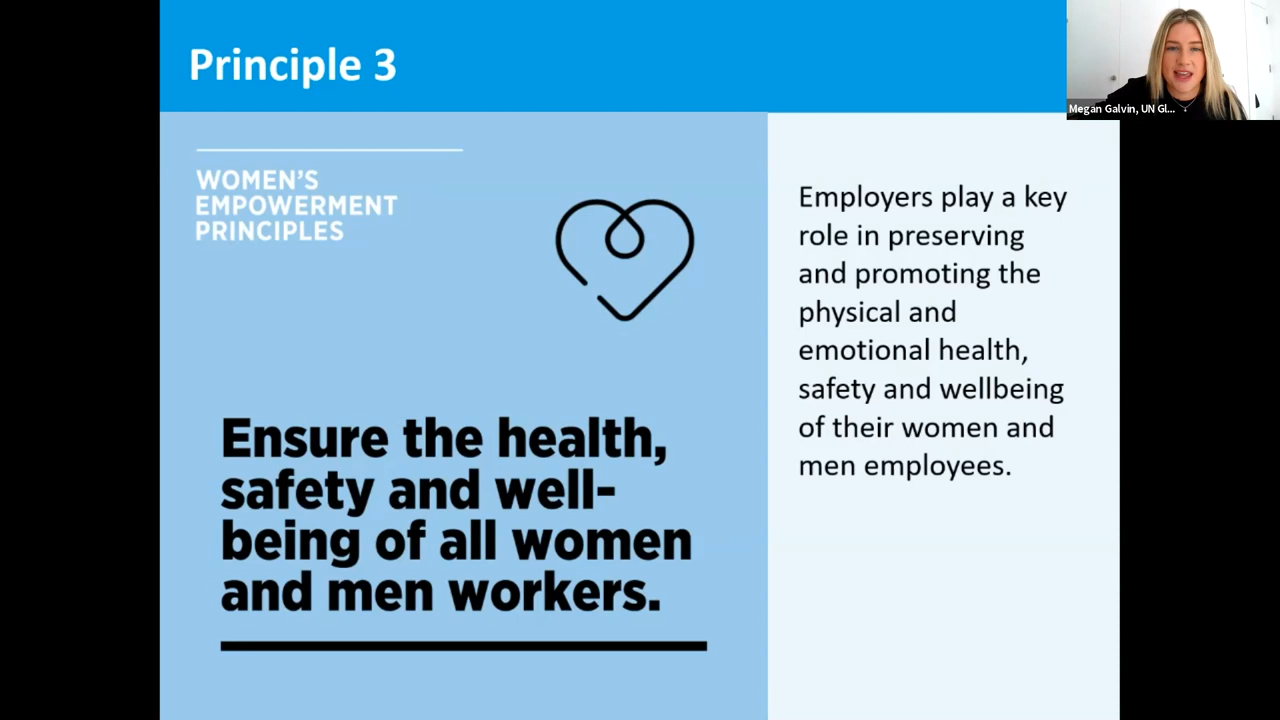 Principle 3
Megan Galvin, UN Gl...
WOMEN'S
EMPOWERMENT
PRINCIPLES
Ensure the health,
safety and well-
being of all women
and men workers.
Employers play a key
role in preserving
and promoting the
physical and
emotional health,
safety and wellbeing
of their women and
men employees.